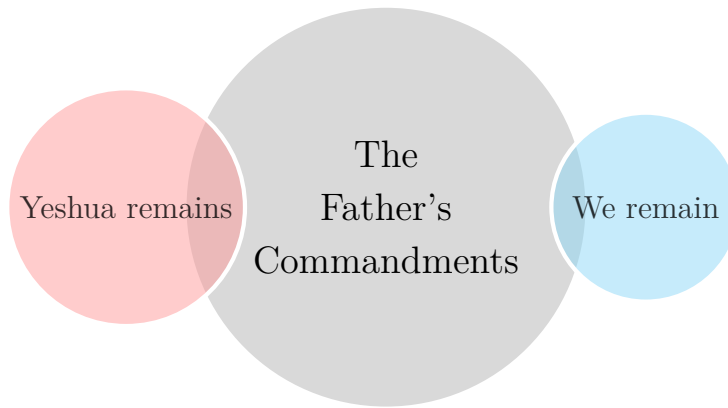 Yeshua remains
The
Father's
Commandments
We remain